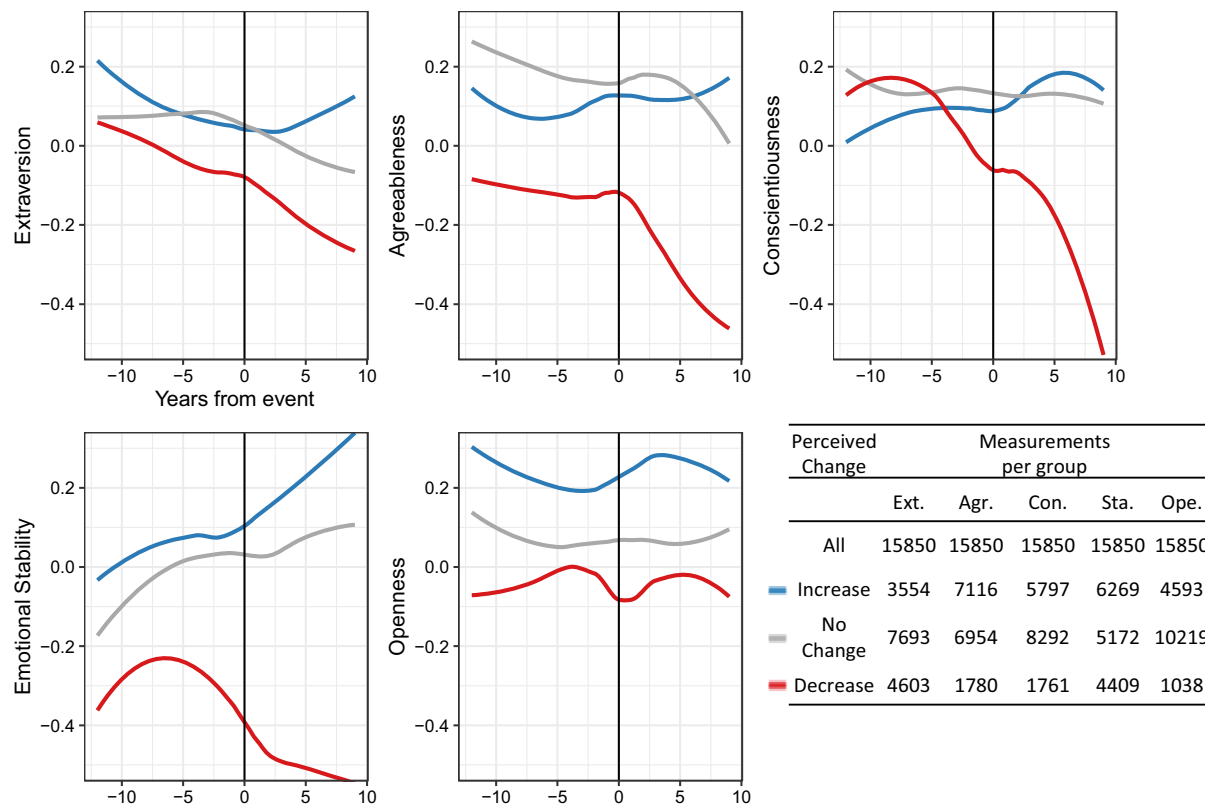 Extraversion
0.2
0.0
−0.2
−0.4
−10 −5 0 5 10
Years from event
Agreeableness
0.2
0.0
−0.2
−0.4
−10 −5 0 5 10
Conscientiousness
0.2
0.0
−0.2
−0.4
−10 −5 0 5 10
Emotional Stability
0.2
0.0
−0.2
−0.4
−10 −5 0 5 10
Openness
0.2
0.0
−0.2
−0.4
−10 −5 0 5 10
Perceived Measurements
Change per group
Ext. Agr. Con. Sta. Ope.
All 15850 15850 15850 15850 15850
Increase 3554 7116 5797 6269 4593
No
Change 7693 6954 8292 5172 10219
Decrease 4603 1780 1761 4409 1038